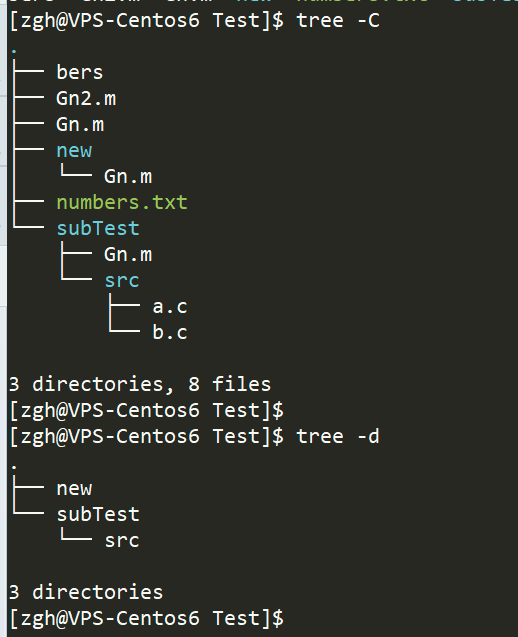 [zgh@VPS-Centos6 Test]$ tree -C
.
├── bers
├── Gn2.m
├── Gn.m
├── new
│   └── Gn.m
├── numbers.txt
└── subTest
    ├── Gn.m
    └── src
        ├── a.c
        └── b.c
3 directories, 8 files
[zgh@VPS-Centos6 Test]$
[zgh@VPS-Centos6 Test]$ tree -d
.
├── new
└── subTest
    └── src
3 directories
[zgh@VPS-Centos6 Test]$